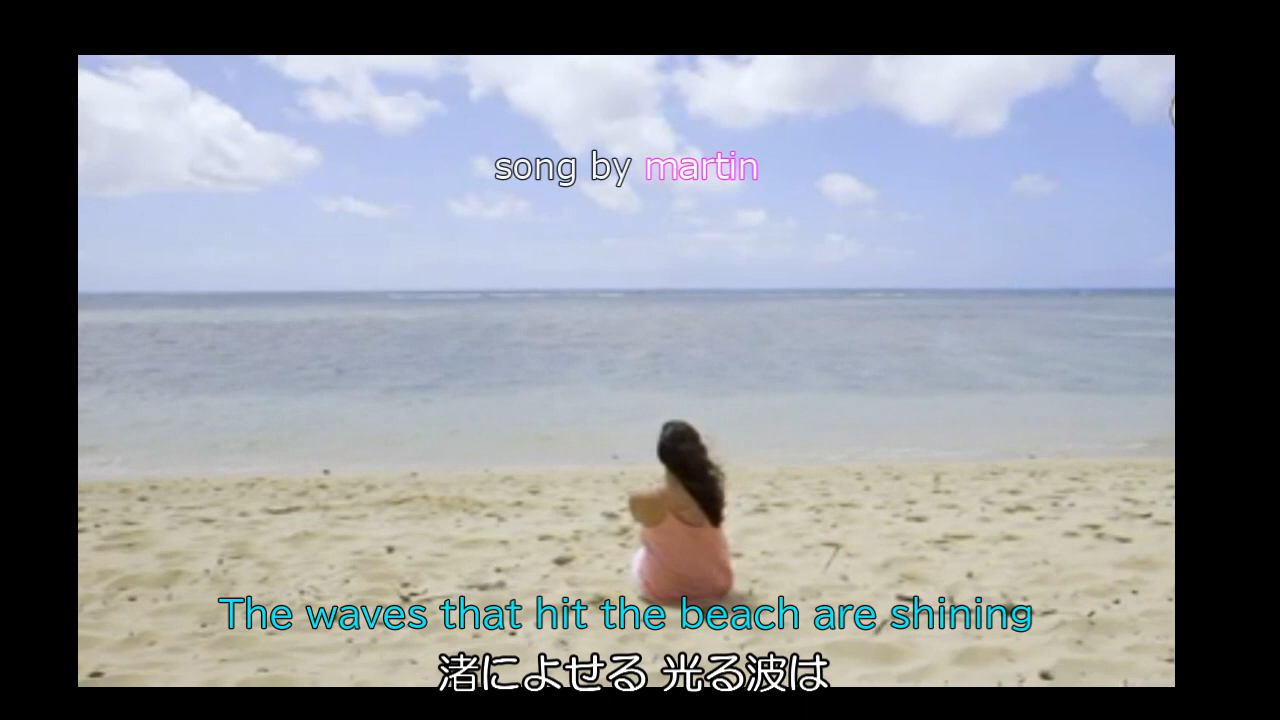 song by martin
The waves that hit the beach are shining
渚によせる 光る波は